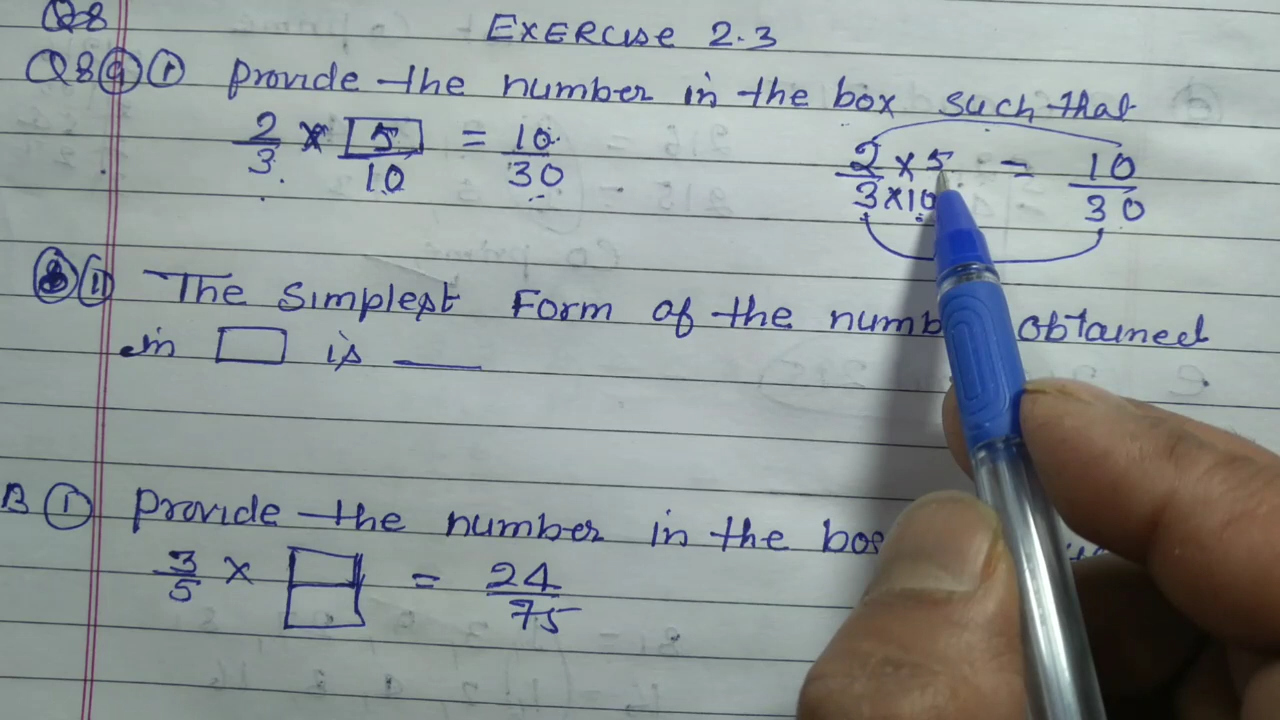 Q8
EXERCISE 2.3
Q8 (a) (i) Provide the number in the box such that
2/3 × 5/10 = 10/30
2 × 5 / 3 × 10 = 10/30
(ii) The simplest Form of the numb obtained
in □ is ___
B (i) Provide the number in the box
3/5 × □/□ = 24/75